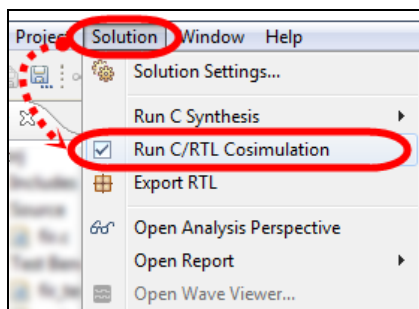 Project Solution Window Help
Solution Settings...
Run C Synthesis
Run C/RTL Cosimulation
Export RTL
Open Analysis Perspective
Open Report
Open Wave Viewer...